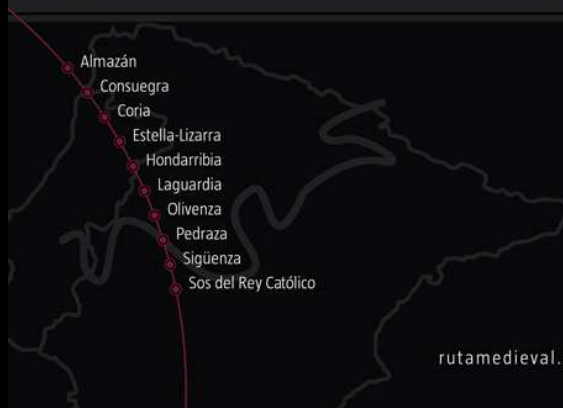 Almazán
Consuegra
Coria
Estella-Lizarra
Hondarribia
Laguardia
Olivenza
Pedraza
Sigüenza
Sos del Rey Católico
rutamedieval.